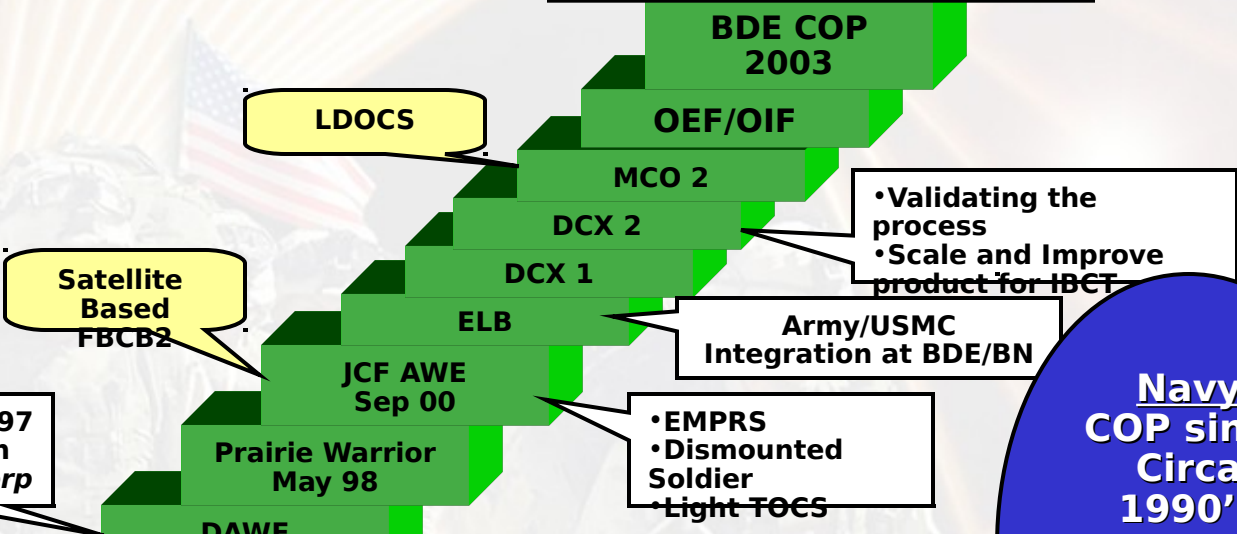 BDE COP
2003
OEF/OIF
LDOCS
MCO 2
•Validating the
process
•Scale and Improve
product for IBCT
DCX 2
DCX 1
Satellite
Based
FBCB2
ELB
Army/USMC
Integration at BDE/BN
JCF AWE
Sep 00
•EMPRS
•Dismounted
Soldier
•Light TOCS
Prairie Warrior
May 98
97
DAWE
Navy
COP
Circa
1990'